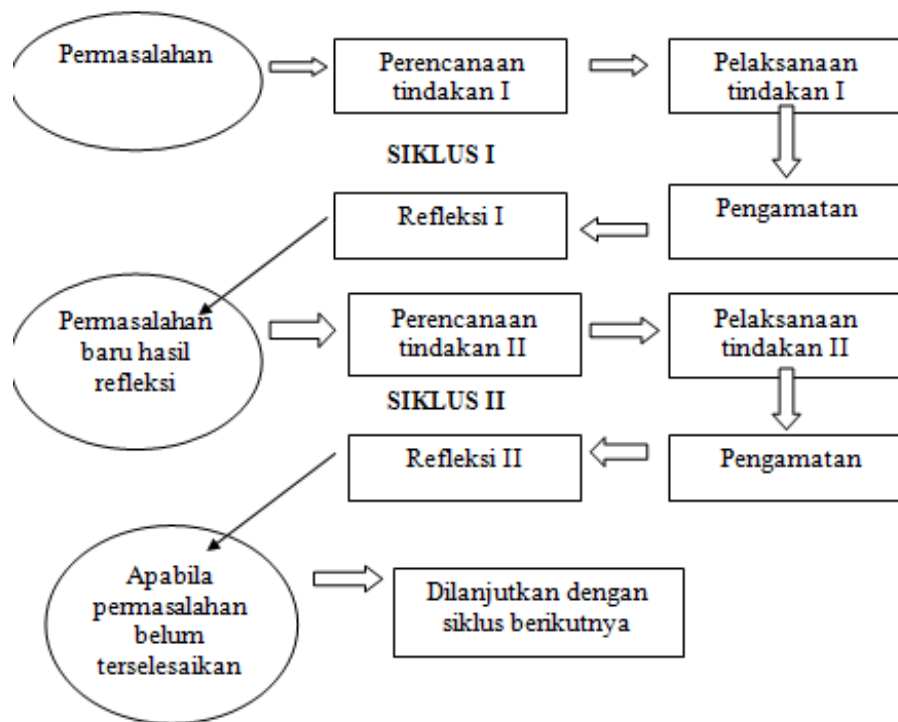 Permasalahan
Perencanaan
tindakan I
Pelaksanaan
tindakan I
SIKLUS I
Pengamatan
Refleksi I
Permasalahan
baru hasil
refleksi
Perencanaan
tindakan II
Pelaksanaan
tindakan II
SIKLUS II
Pengamatan
Refleksi II
Apabila
permasalahan
belum
terselesaikan
Dilanjutkan dengan
siklus berikutnya